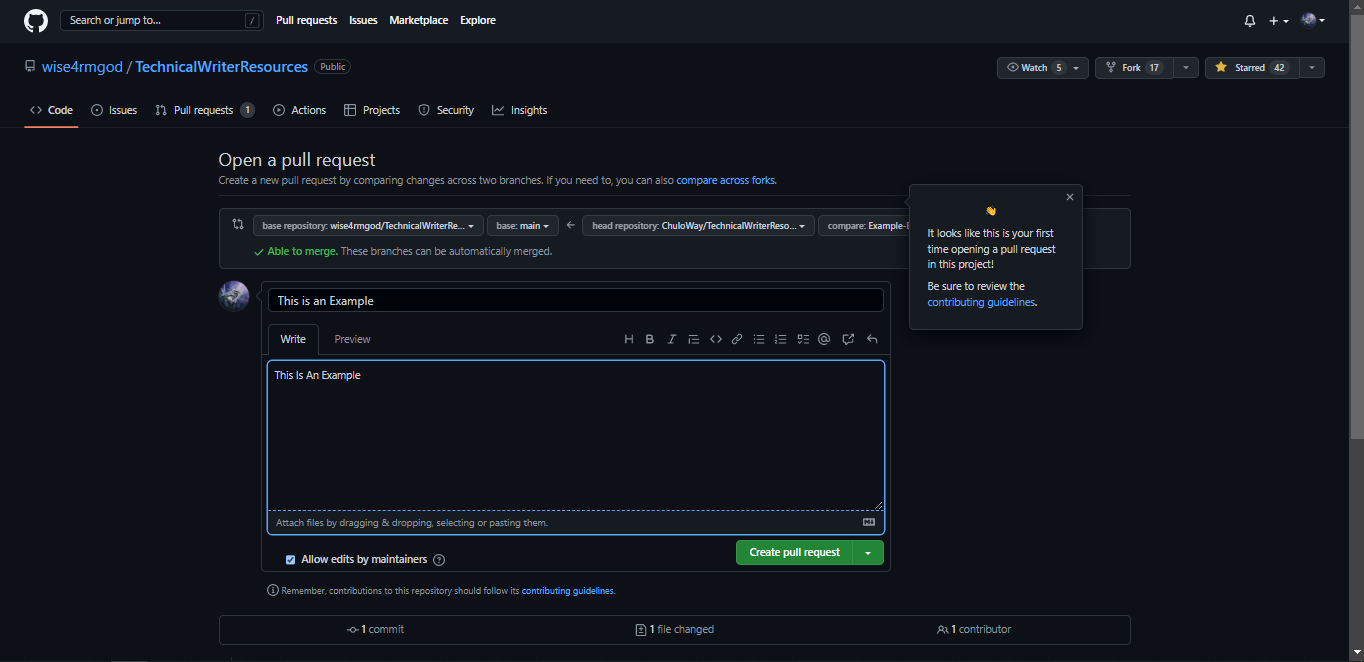 Search or jump to... /
Pull requests Issues Marketplace Explore
wise4rmgod / TechnicalWriterResources Public
Watch 5 Fork 17 Starred 42
Code Issues Pull requests 1 Actions Projects Security Insights
Open a pull request
Create a new pull request by comparing changes across two branches. If you need to, you can also compare across forks.
base repository: wise4rmgod/TechnicalWriterRe... base: main head repository: ChuloWay/TechnicalWriterReso... compare: Example-
Able to merge. These branches can be automatically merged.
It looks like this is your first
time opening a pull request
in this project!
Be sure to review the
contributing guidelines.
This is an Example
Write Preview
This Is An Example
Attach files by dragging & dropping, selecting or pasting them.
Allow edits by maintainers
Create pull request
Remember, contributions to this repository should follow its contributing guidelines.
1 commit 1 file changed 1 contributor